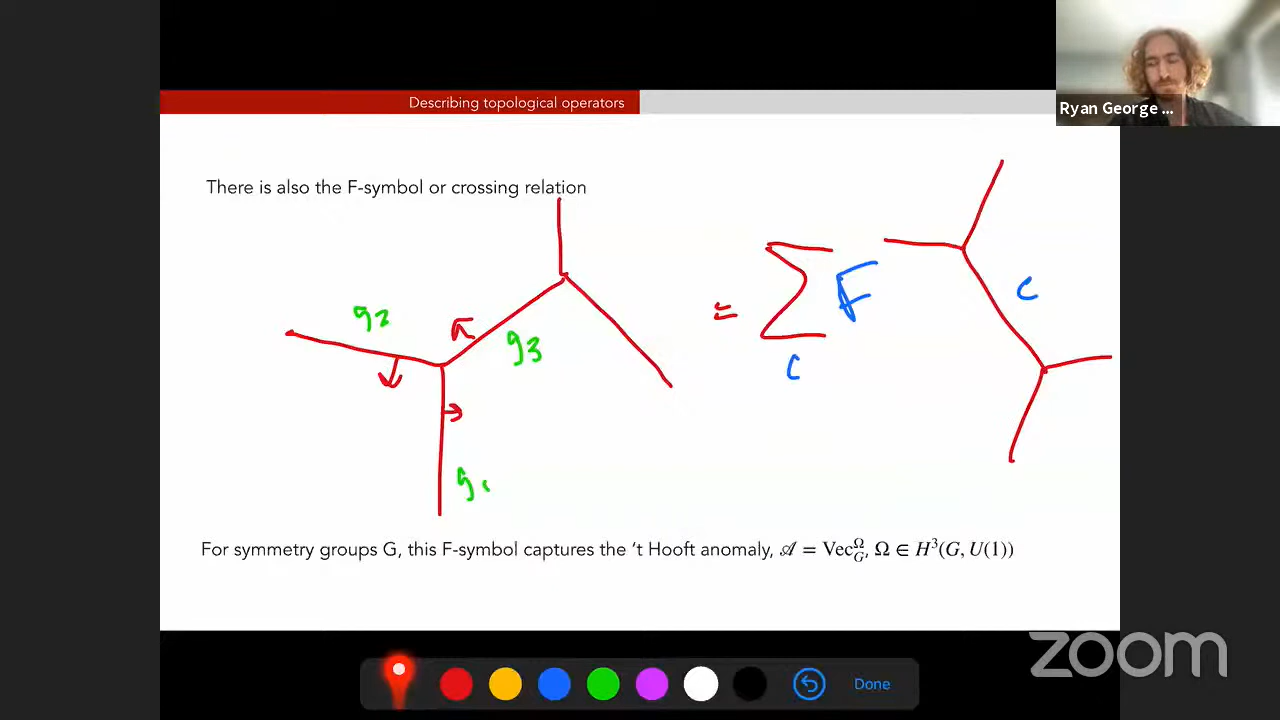 Describing topological operators
Ryan George ...
There is also the F-symbol or crossing relation
g2
g3
g1
= Σ F
c
c
For symmetry groups G, this F-symbol captures the ‘t Hooft anomaly, 𝒜 = Vec_G^Ω, Ω ∈ H³(G, U(1))
zoom
Done